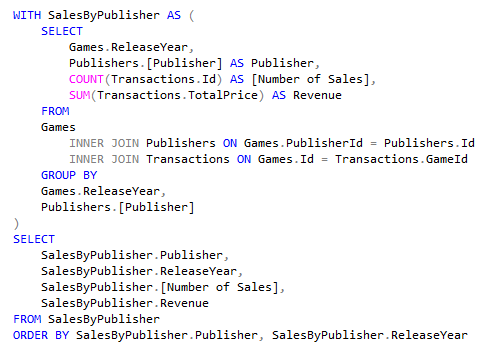 WITH SalesByPublisher AS (
    SELECT
        Games.ReleaseYear,
        Publishers.[Publisher] AS Publisher,
        COUNT(Transactions.Id) AS [Number of Sales],
        SUM(Transactions.TotalPrice) AS Revenue
    FROM
    Games
        INNER JOIN Publishers ON Games.PublisherId = Publishers.Id
        INNER JOIN Transactions ON Games.Id = Transactions.GameId
    GROUP BY
    Games.ReleaseYear,
    Publishers.[Publisher]
)
SELECT
    SalesByPublisher.Publisher,
    SalesByPublisher.ReleaseYear,
    SalesByPublisher.[Number of Sales],
    SalesByPublisher.Revenue
FROM SalesByPublisher
ORDER BY SalesByPublisher.Publisher, SalesByPublisher.ReleaseYear